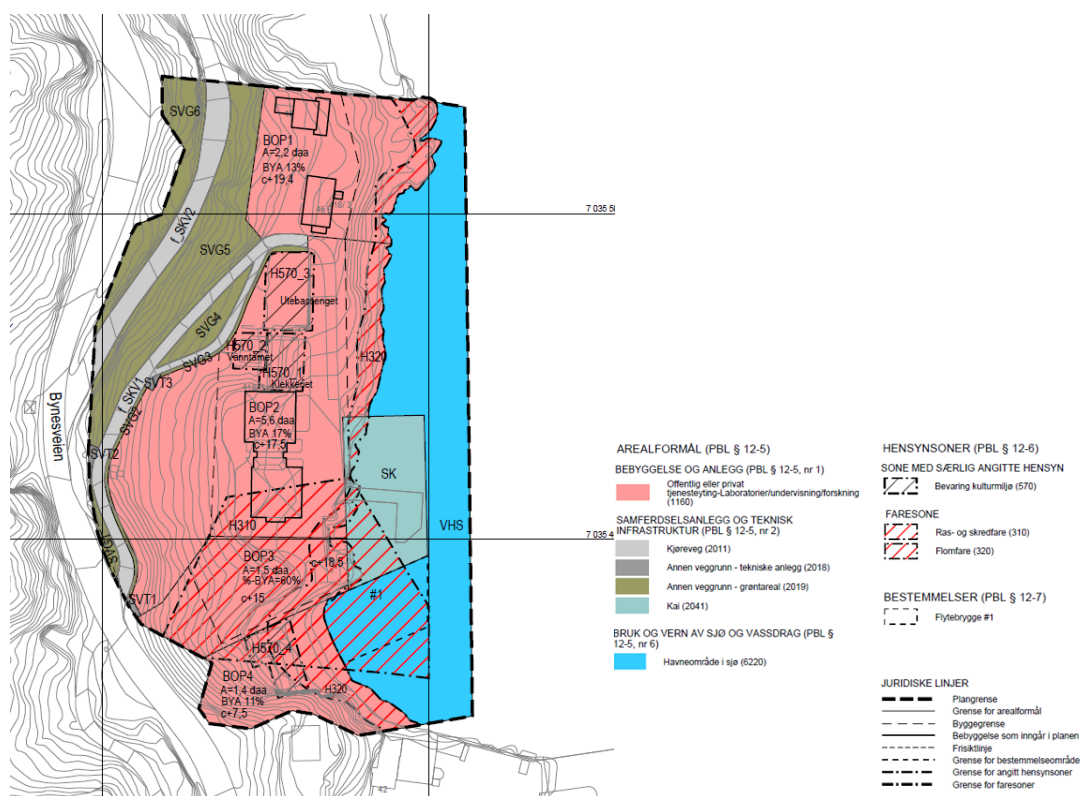 SVG6
BOP1
A=2,2 daa
BYA 13%
c+19,4
f_SKV2
SVG5
H570_3
Utebassenget
SVG4
H570_2
Vanntårnet
SVG3
H570_1
Klekkeriet
H320
SVT3
f_SKV1
SVG2
Bynesveien
BOP2
A=5,6 daa
BYA 17%
c+17,5
SVT2
SK
VHS
H310
SVG1
BOP3
A=1,5 daa
%-BYA=60%
c+18,5
c+15
#1
SVT1
H570_4
BOP4
A=1,4 daa
BYA 11%
c+7,5
H320
42
7 035 50
7 035 4
AREALFORMÅL (PBL § 12-5)
BEBYGGELSE OG ANLEGG (PBL § 12-5, nr 1)
Offentlig eller privat
tjenesteyting-Laboratorier/undervisning/forskning
(1160)
SAMFERDSELSANLEGG OG TEKNISK
INFRASTRUKTUR (PBL § 12-5, nr 2)
Kjøreveg (2011)
Annen veggrunn - tekniske anlegg (2018)
Annen veggrunn - grøntareal (2019)
Kai (2041)
BRUK OG VERN AV SJØ OG VASSDRAG (PBL §
12-5, nr 6)
Havneområde i sjø (6220)
HENSYNSONER (PBL § 12-6)
SONE MED SÆRLIG ANGITTE HENSYN
Bevaring kulturmiljø (570)
FARESONE
Ras- og skredfare (310)
Flomfare (320)
BESTEMMELSER (PBL § 12-7)
Flytebrygge #1
JURIDISKE LINJER
Plangrense
Grense for arealformål
Byggegrense
Bebyggelse som inngår i planen
Frisiktlinje
Grense for bestemmelseområde
Grense for angitt hensynsoner
Grense for faresoner